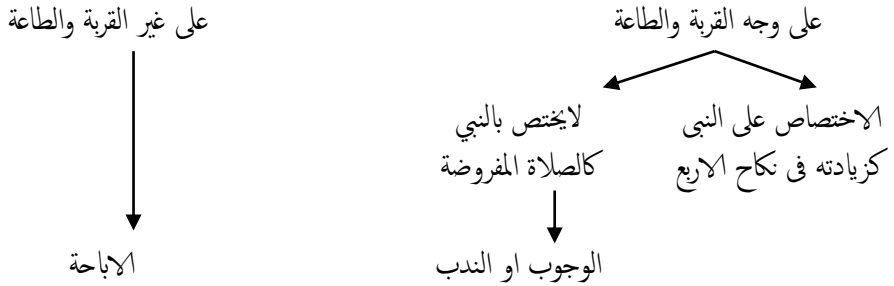 على وجه القربة والطاعة
على غير القربة والطاعة
الاختصاص على النبى
كزيادته فى نكاح الاربع
لايختص بالنبي
كالصلاة المفروضة
الوجوب او الندب
الاباحة